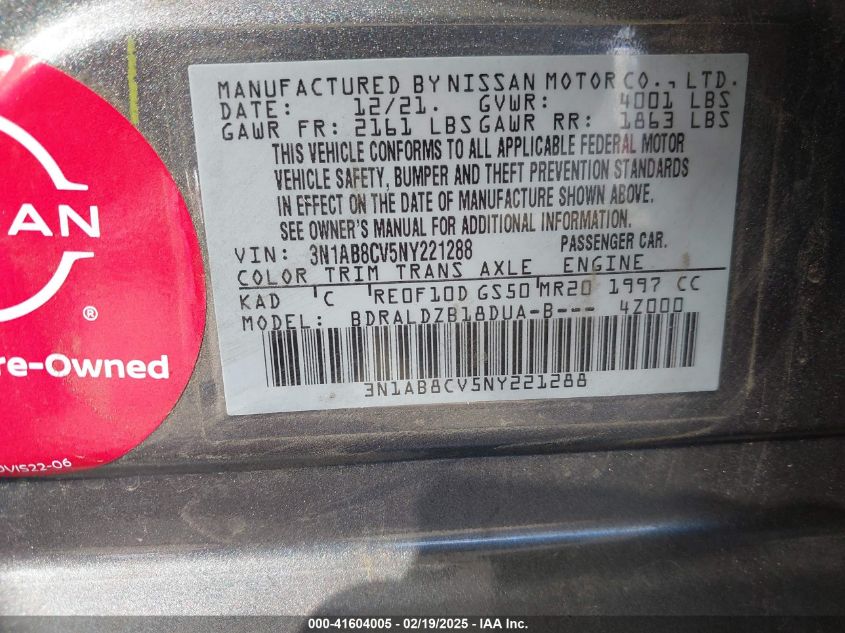 MANUFACTURED BY NISSAN MOTOR CO., LTD.
DATE: 12/21. GVWR: 4001 LBS
GAWR FR: 2161 LBS GAWR RR: 1863 LBS
THIS VEHICLE CONFORMS TO ALL APPLICABLE FEDERAL MOTOR
VEHICLE SAFETY, BUMPER AND THEFT PREVENTION STANDARDS
IN EFFECT ON THE DATE OF MANUFACTURE SHOWN ABOVE.
SEE OWNER'S MANUAL FOR ADDITIONAL INFORMATION.
VIN: 3N1AB8CV5NY221288 PASSENGER CAR.
COLOR TRIM TRANS AXLE ENGINE
KAD C RE0F10D GS50 MR20 1997 CC
MODEL: BDRALDZB18DUA-B--- 4Z000
3N1AB8CV5NY221288
AN
®
re-Owned
VIS22-06
000-41604005 - 02/19/2025 - IAAI Inc.